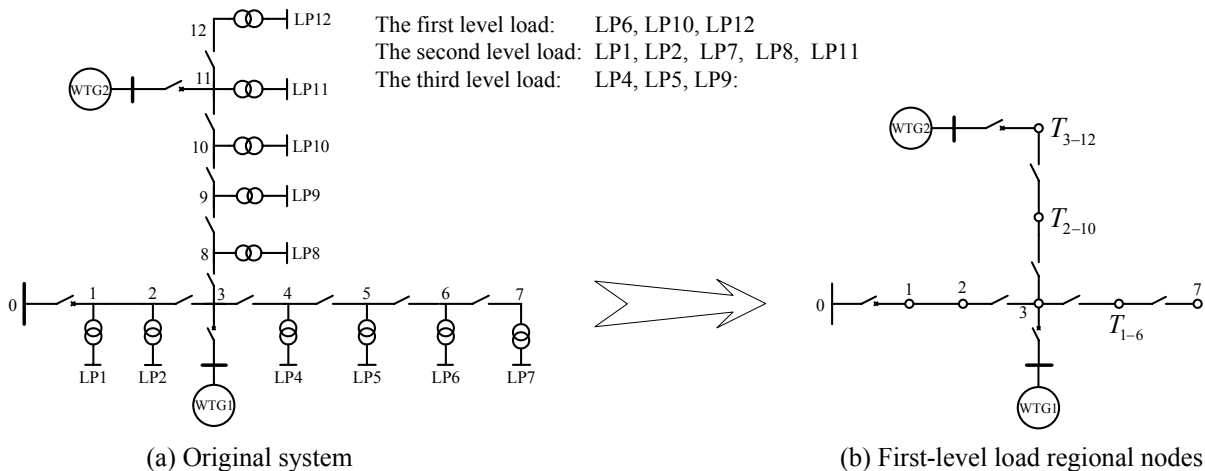 LP12
12
The first level load: LP6, LP10, LP12
The second level load: LP1, LP2, LP7, LP8, LP11
The third level load: LP4, LP5, LP9:
11
WTG2
LP11
WTG2
T3–12
10
LP10
9
LP9
T2–10
8
LP8
0
1
2
3
4
5
6
7
0
1
2
3
7
T1–6
LP1
LP2
LP4
LP5
LP6
LP7
WTG1
WTG1
(a) Original system
(b) First-level load regional nodes